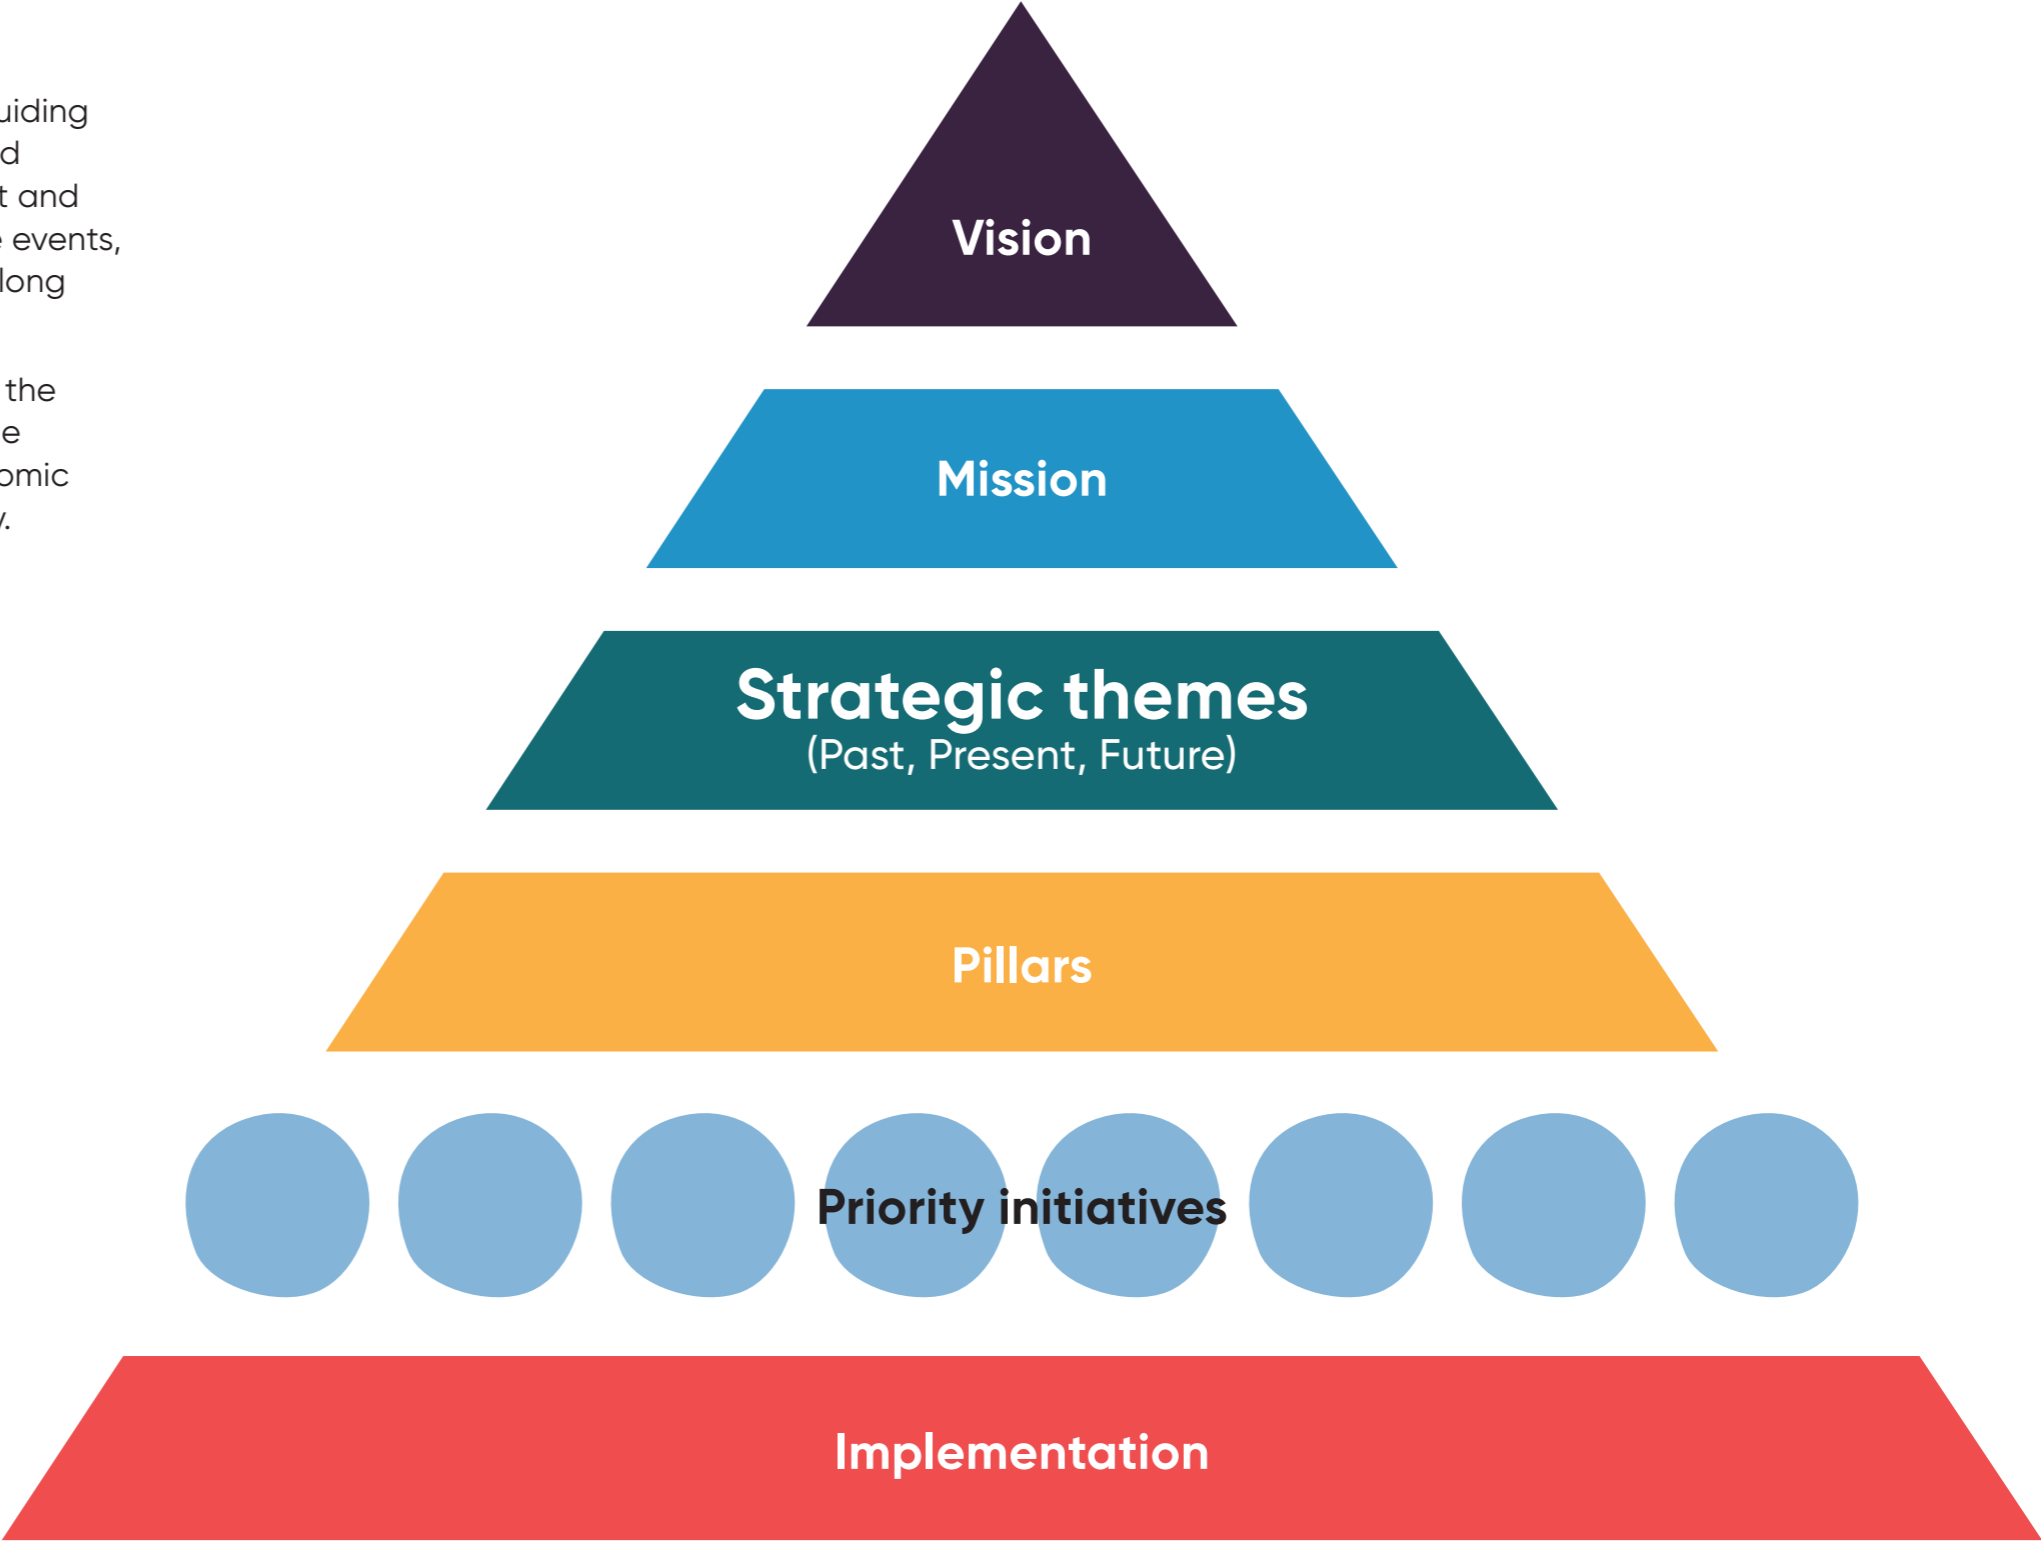 uiding
d
t and
events,
long
the
e
omic
y.
Vision
Mission
Strategic themes
(Past, Present, Future)
Pillars
Priority initiatives
Implementation